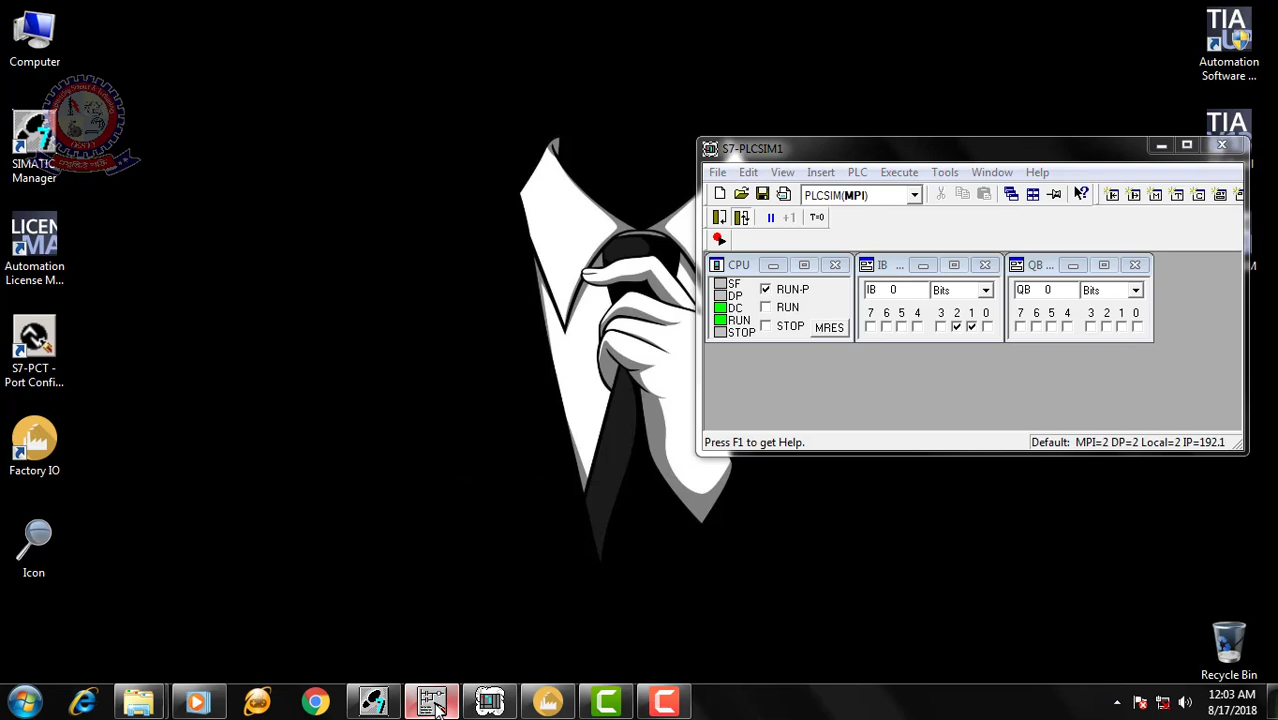 Computer
SIMATIC
Manager
LICEN
MA
Automation
License M...
S7-PCT -
Port Confi...
Factory IO
Icon
TIA
Automation
Software ...
TIA
S7-PLCSIM1
File Edit View Insert PLC Execute Tools Window Help
PLCSIM(MPI)
+1 T=0
CPU
SF
DP
DC
RUN
STOP
RUN-P
RUN
STOP
MRES
IB ...
IB 0 Bits
7 6 5 4 3 2 1 0
QB ...
QB 0 Bits
7 6 5 4 3 2 1 0
Press F1 to get Help.
Default: MPI=2 DP=2 Local=2 IP=192.1
Recycle Bin
12:03 AM
8/17/2018